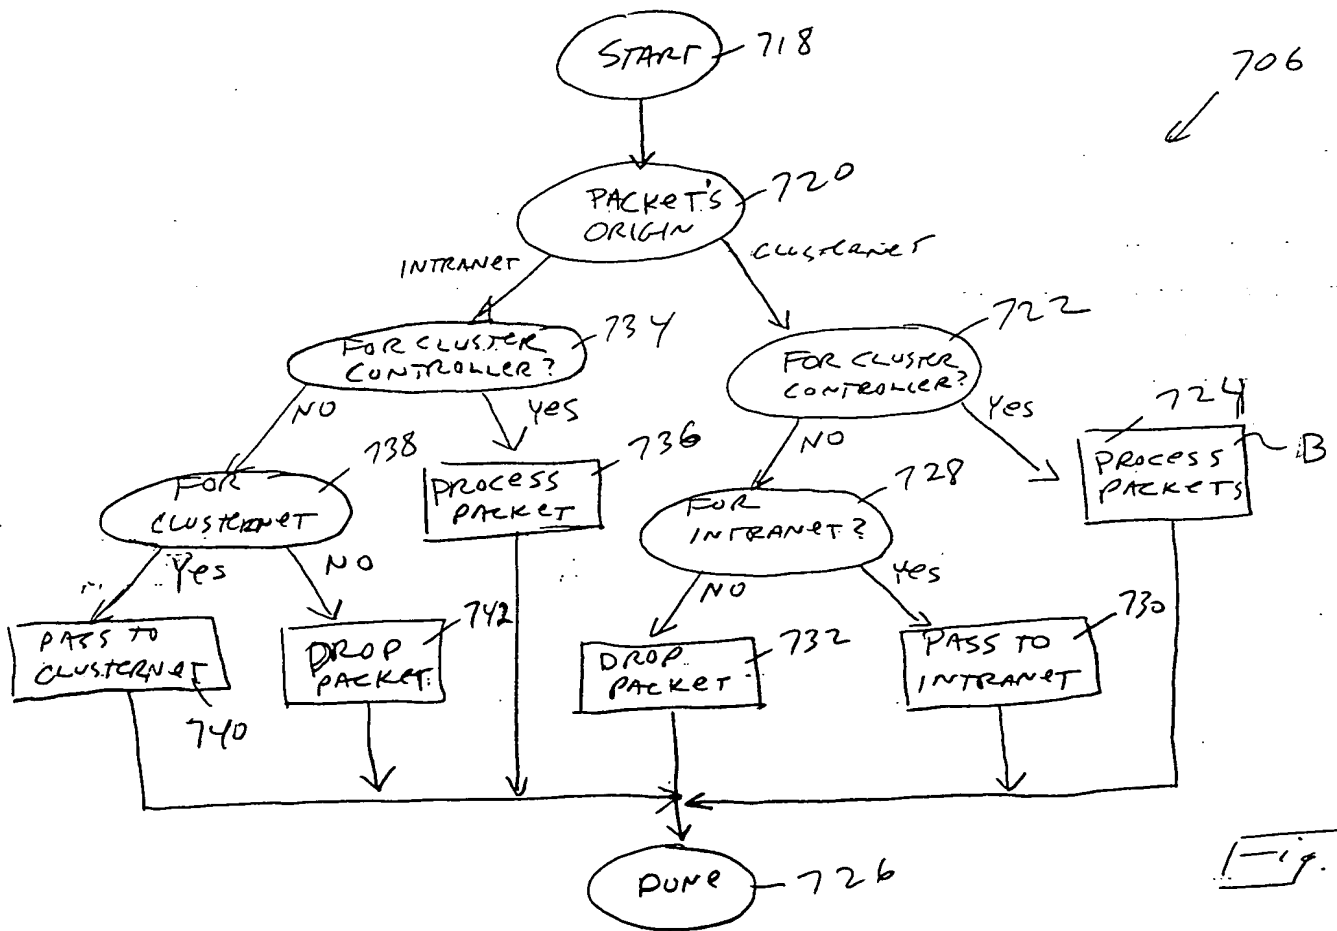 START
718
706
PACKET'S
ORIGIN
720
INTRANET
CLUSTERNET
FOR CLUSTER
CONTROLLER?
734
FOR CLUSTER
CONTROLLER?
722
NO
YES
NO
YES
724
PROCESS
PACKETS
B
FOR
CLUSTERNET
738
PROCESS
PACKET
736
FOR
INTRANET?
728
YES
NO
NO
YES
PASS TO
CLUSTERNET
740
DROP
PACKET
742
DROP
PACKET
732
PASS TO
INTRANET
730
DONE
726
Fig.